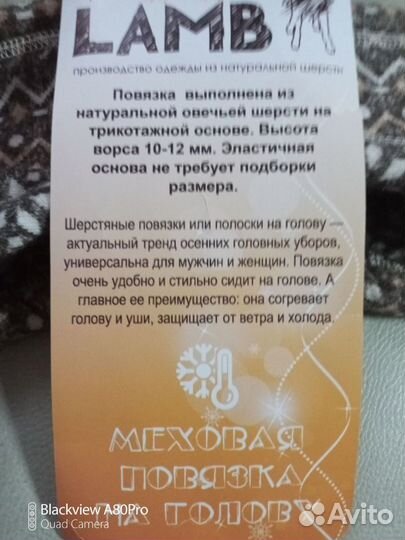 LAMB
производство одежды из натуральной шерсти
Повязка выполнена из
натуральной овечьей шерсти на
трикотажной основе. Высота
ворса 10-12 мм. Эластичная
основа не требует подборки
размера.
Шерстяные повязки или полоски на голову —
актуальный тренд осенних головных уборов,
универсальна для мужчин и женщин. Повязка
очень удобно и стильно сидит на голове. А
главное ее преимущество: она согревает
голову и уши, защищает от ветра и холода.
МЕХОВАЯ
ПОВЯЗКА
НА ГОЛОВУ
Blackview A80Pro
Quad Camera
Avito